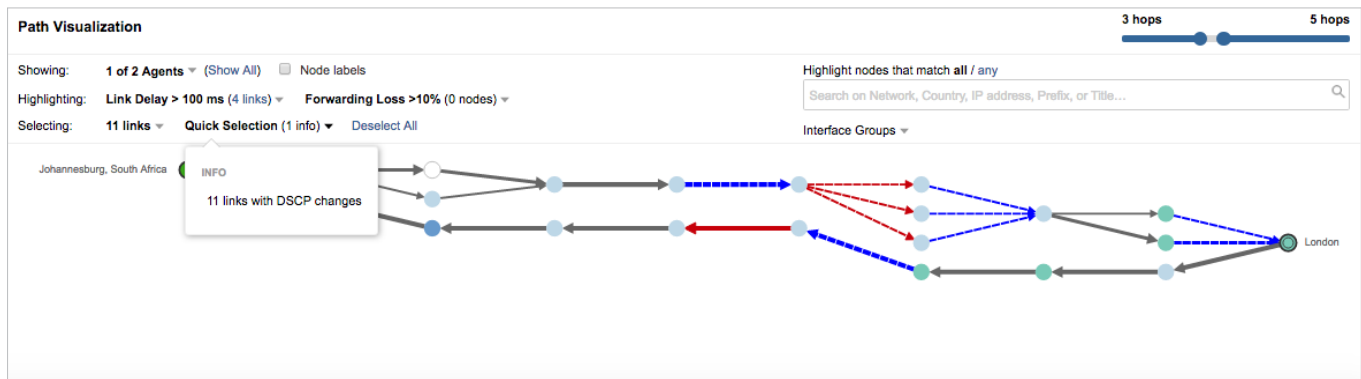 Path Visualization
3 hops 5 hops
Showing: 1 of 2 Agents (Show All) Node labels
Highlight nodes that match all / any
Highlighting: Link Delay > 100 ms (4 links) Forwarding Loss >10% (0 nodes)
Search on Network, Country, IP address, Prefix, or Title...
Selecting: 11 links Quick Selection (1 info) Deselect All
Interface Groups
Johannesburg, South Africa
INFO
11 links with DSCP changes
London